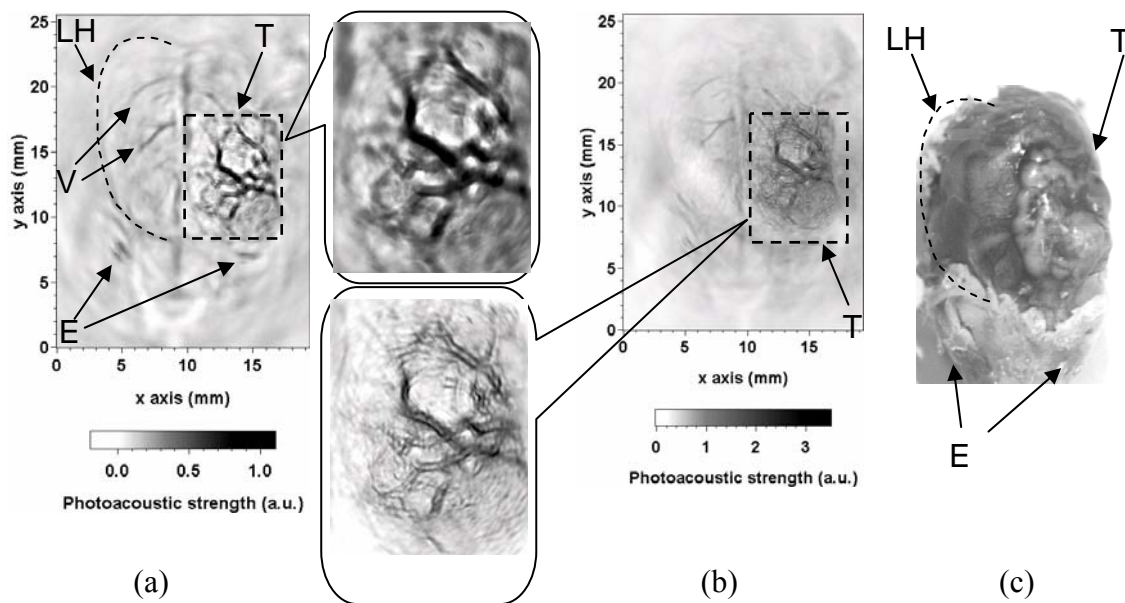 LH
T
V
E
25
20
15
10
5
0
y axis (mm)
0 5 10 15
x axis (mm)
0.0 0.5 1.0
Photoacoustic strength (a.u.)
(a)
25
20
15
10
5
0
y axis (mm)
T
0 5 10 15
x axis (mm)
0 1 2 3
Photoacoustic strength (a.u.)
(b)
LH
T
E
(c)